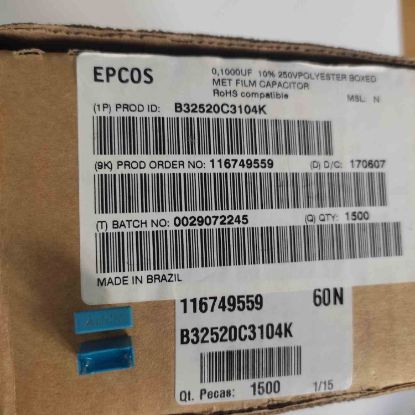 EPCOS
0,1000UF 10% 250VPOLYESTER BOXED
MET FILM CAPACITOR
RoHS compatible
MSL: N
(1P) PROD ID: B32520C3104K
(9K) PROD ORDER NO: 116749559 (D) D/C: 170607
(T) BATCH NO: 0029072245 (Q) QTY: 1500
MADE IN BRAZIL
116749559 60N
B32520C3104K
Qt. Pecas: 1500 1/15